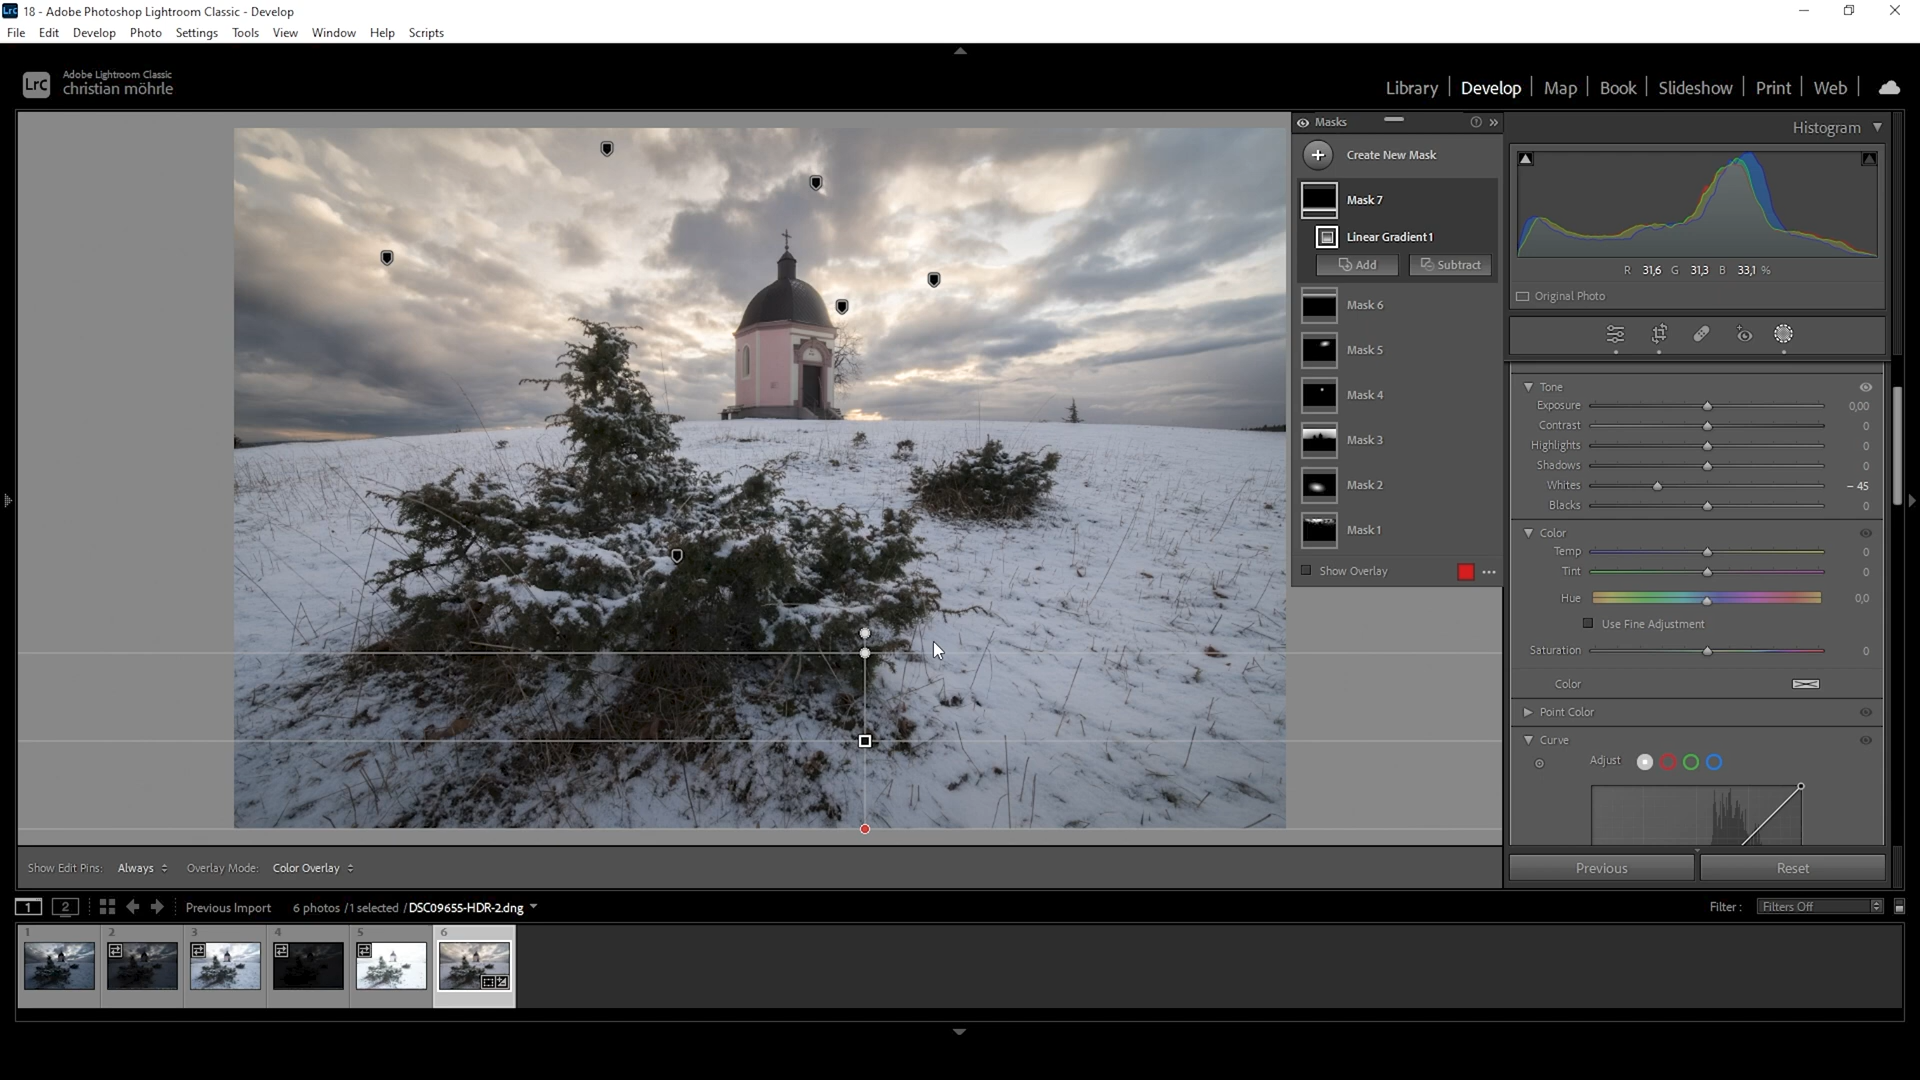 Lrc 18 - Adobe Photoshop Lightroom Classic - Develop
File Edit Develop Photo Settings Tools View Window Help Scripts
LrC Adobe Lightroom Classic
christian möhrle
Library Develop Map Book Slideshow Print Web
Masks
Create New Mask
Mask 7
Linear Gradient 1
Add Subtract
Mask 6
Mask 5
Mask 4
Mask 3
Mask 2
Mask 1
Show Overlay
Histogram
R 31,6 G 31,3 B 33,1 %
Original Photo
Tone
Exposure 0,00
Contrast 0
Highlights 0
Shadows 0
Whites – 45
Blacks 0
Color
Temp 0
Tint 0
Hue 0,0
Use Fine Adjustment
Saturation 0
Color
Point Color
Curve
Adjust
Previous Reset
Show Edit Pins: Always Overlay Mode: Color Overlay
1 2 Previous Import 6 photos / 1 selected / DSC09655-HDR-2.dng Filter : Filters Off
1 2 3 4 5 6